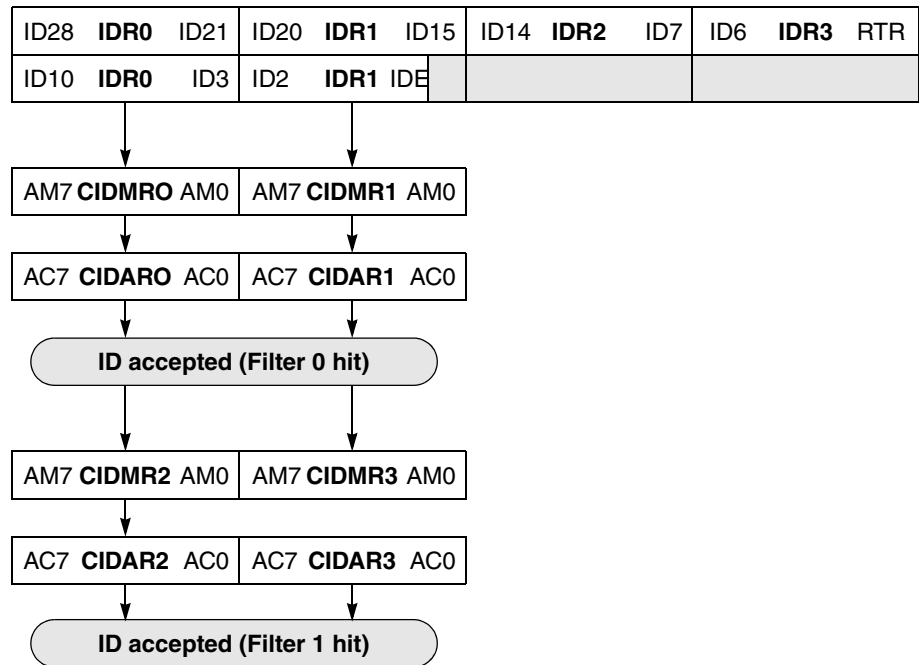 ID28 IDR0 ID21 ID20 IDR1 ID15 ID14 IDR2 ID7 ID6 IDR3 RTR
ID10 IDR0 ID3 ID2 IDR1 IDE
AM7 CIDMRO AM0 AM7 CIDMR1 AM0
AC7 CIDARO AC0 AC7 CIDAR1 AC0
ID accepted (Filter 0 hit)
AM7 CIDMR2 AM0 AM7 CIDMR3 AM0
AC7 CIDAR2 AC0 AC7 CIDAR3 AC0
ID accepted (Filter 1 hit)